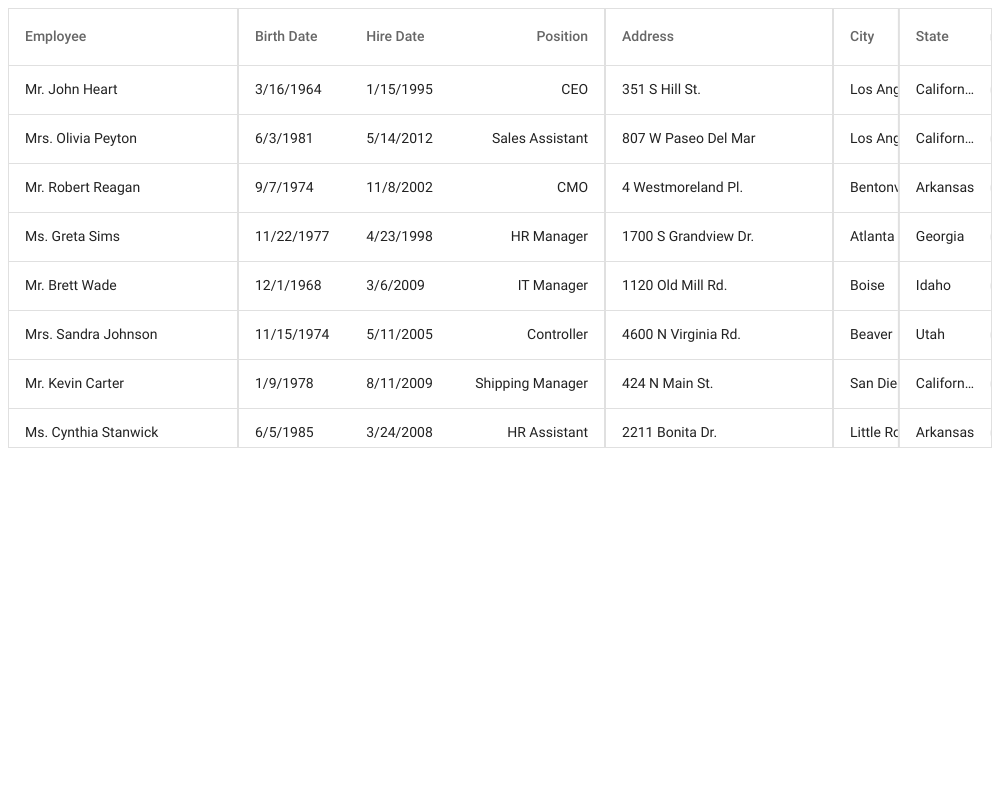 Employee Birth Date Hire Date Position Address City State
Mr. John Heart 3/16/1964 1/15/1995 CEO 351 S Hill St. Los Ang Californ...
Mrs. Olivia Peyton 6/3/1981 5/14/2012 Sales Assistant 807 W Paseo Del Mar Los Ang Californ...
Mr. Robert Reagan 9/7/1974 11/8/2002 CMO 4 Westmoreland Pl. Bentonv Arkansas
Ms. Greta Sims 11/22/1977 4/23/1998 HR Manager 1700 S Grandview Dr. Atlanta Georgia
Mr. Brett Wade 12/1/1968 3/6/2009 IT Manager 1120 Old Mill Rd. Boise Idaho
Mrs. Sandra Johnson 11/15/1974 5/11/2005 Controller 4600 N Virginia Rd. Beaver Utah
Mr. Kevin Carter 1/9/1978 8/11/2009 Shipping Manager 424 N Main St. San Die Californ...
Ms. Cynthia Stanwick 6/5/1985 3/24/2008 HR Assistant 2211 Bonita Dr. Little Ro Arkansas